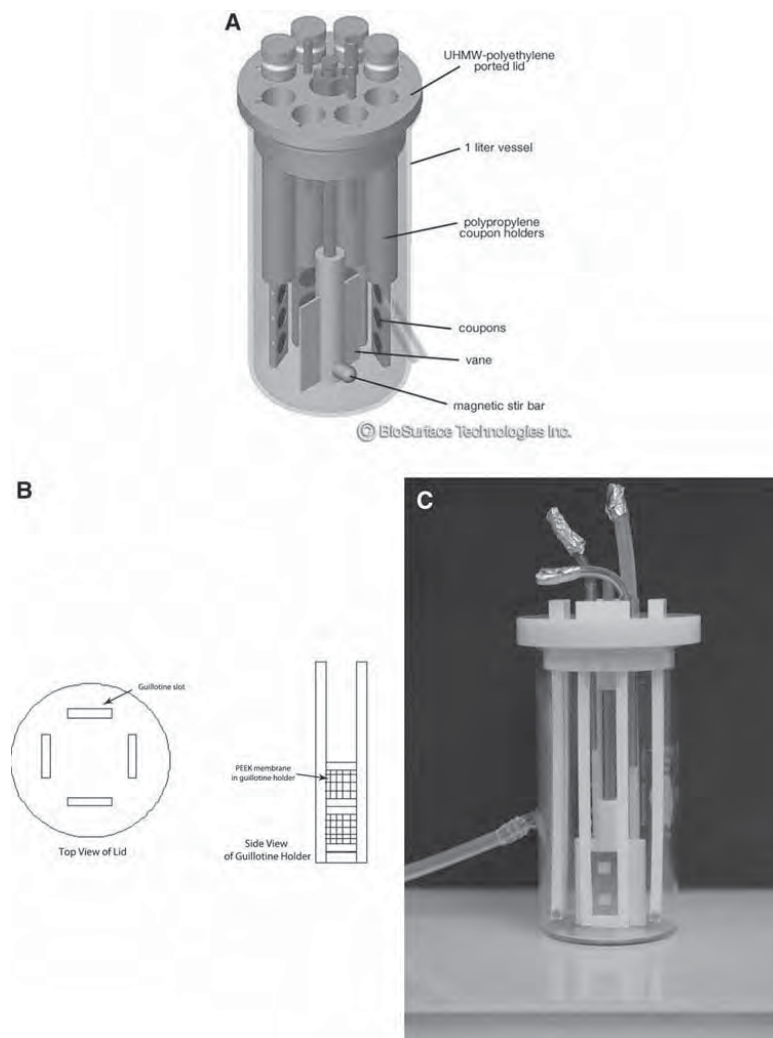 A
UHMW-polyethylene
ported lid
1 liter vessel
polypropylene
coupon holders
coupons
vane
magnetic stir bar
© BioSurface Technologies Inc.
B
Guillotine slot
Top View of Lid
PEEK membrane
in guillotine holder
Side View
of Guillotine Holder
C